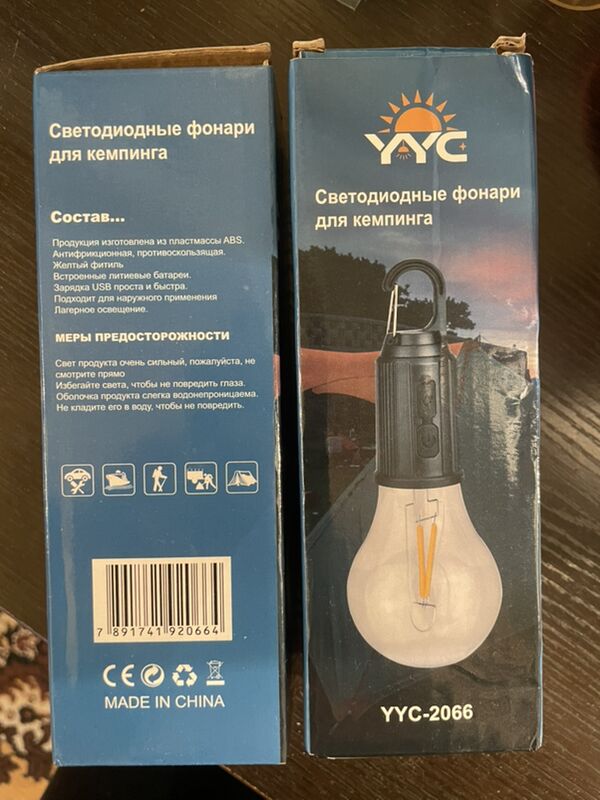 Светодиодные фонари
для кемпинга
Состав...
Продукция изготовлена из пластмассы ABS.
Антифрикционная, противоскользящая.
Желтый фитиль
Встроенные литиевые батареи.
Зарядка USB проста и быстра.
Подходит для наружного применения
Лагерное освещение.
МЕРЫ ПРЕДОСТОРОЖНОСТИ
Свет продукта очень сильный, пожалуйста, не
смотрите прямо
Избегайте света, чтобы не повредить глаза.
Оболочка продукта слегка водонепроницаема.
Не кладите его в воду, чтобы не повредить.
7 891741 920664
CE
MADE IN CHINA
YYC
Светодиодные фонари
для кемпинга
YYC-2066